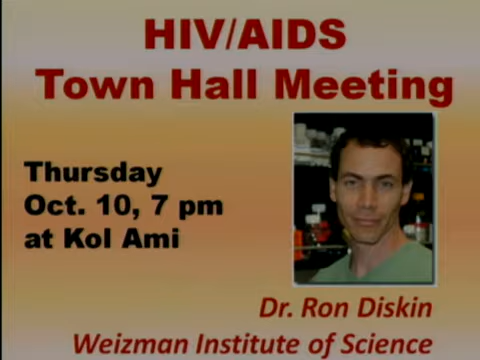 HIV/AIDS
Town Hall Meeting
Thursday
Oct. 10, 7 pm
at Kol Ami
Dr. Ron Diskin
Weizman Institute of Science